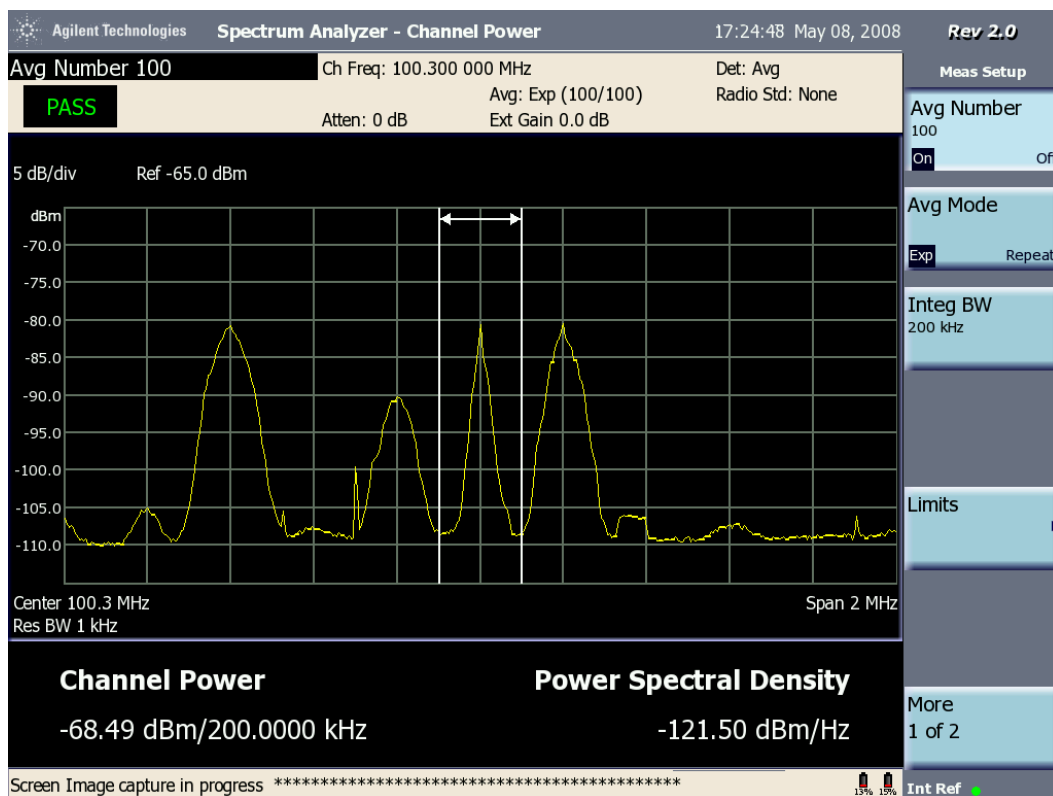 Agilent Technologies Spectrum Analyzer - Channel Power 17:24:48 May 08, 2008 Rev 2.0
Avg Number 100 Ch Freq: 100.300 000 MHz Det: Avg
Avg: Exp (100/100) Radio Std: None
PASS
Atten: 0 dB Ext Gain 0.0 dB
5 dB/div Ref -65.0 dBm
dBm
-70.0
-75.0
-80.0
-85.0
-90.0
-95.0
-100.0
-105.0
-110.0
Center 100.3 MHz Span 2 MHz
Res BW 1 kHz
Channel Power Power Spectral Density
-68.49 dBm/200.0000 kHz -121.50 dBm/Hz
Screen Image capture in progress ********************************************
13% 15%
Meas Setup
Avg Number
100
On Of
Avg Mode
Exp Repeat
Integ BW
200 kHz
Limits
More
1 of 2
Int Ref